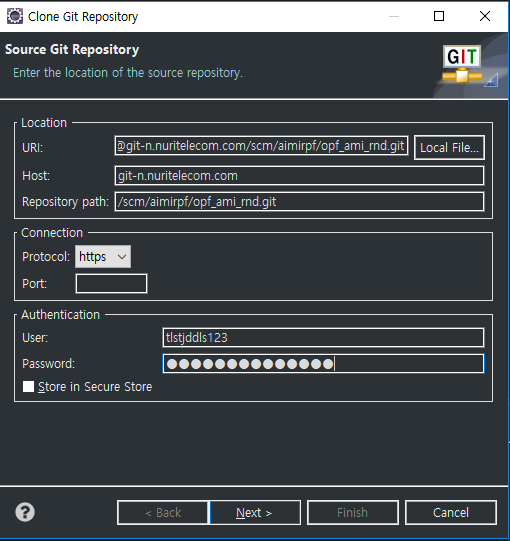 Clone Git Repository
Source Git Repository
Enter the location of the source repository.
GIT
Location
URI: @git-n.nuritelecom.com/scm/aimirpf/opf_ami_rnd.git Local File...
Host: git-n.nuritelecom.com
Repository path: /scm/aimirpf/opf_ami_rnd.git
Connection
Protocol: https
Port:
Authentication
User: tlstjddls123
Password: ●●●●●●●●●●●●●●
Store in Secure Store
< Back Next > Finish Cancel